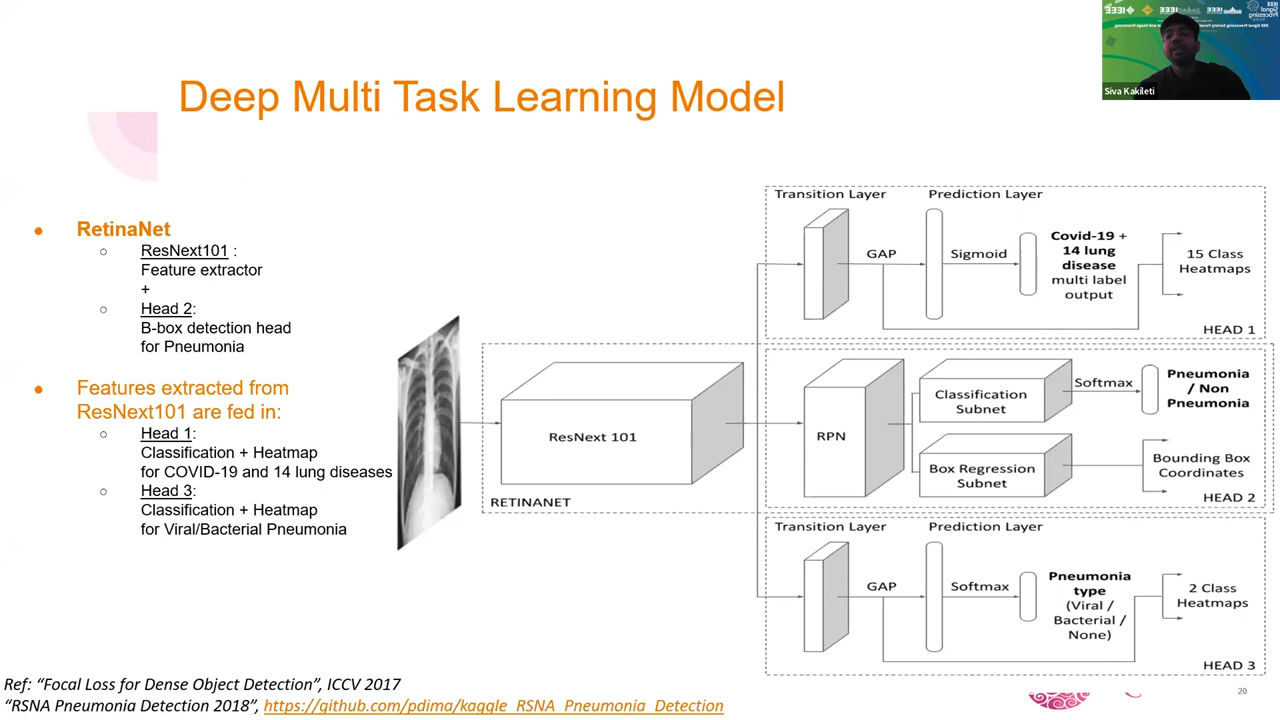 Siva Kakileti
Deep Multi Task Learning Model
● RetinaNet
○ ResNext101 :
Feature extractor
+
○ Head 2:
B-box detection head
for Pneumonia
● Features extracted from
ResNext101 are fed in:
○ Head 1:
Classification + Heatmap
for COVID-19 and 14 lung diseases
○ Head 3:
Classification + Heatmap
for Viral/Bacterial Pneumonia
ResNext 101
RETINANET
Transition Layer
Prediction Layer
GAP
Sigmoid
Covid-19 +
14 lung
disease
multi label
output
15 Class
Heatmaps
HEAD 1
RPN
Classification
Subnet
Softmax
Pneumonia
/ Non
Pneumonia
Box Regression
Subnet
Bounding Box
Coordinates
HEAD 2
Transition Layer
Prediction Layer
GAP
Softmax
Pneumonia
type
(Viral /
Bacterial /
None)
2 Class
Heatmaps
HEAD 3
Ref: “Focal Loss for Dense Object Detection”, ICCV 2017
“RSNA Pneumonia Detection 2018”, https://github.com/pdima/kaggle_RSNA_Pneumonia_Detection
20